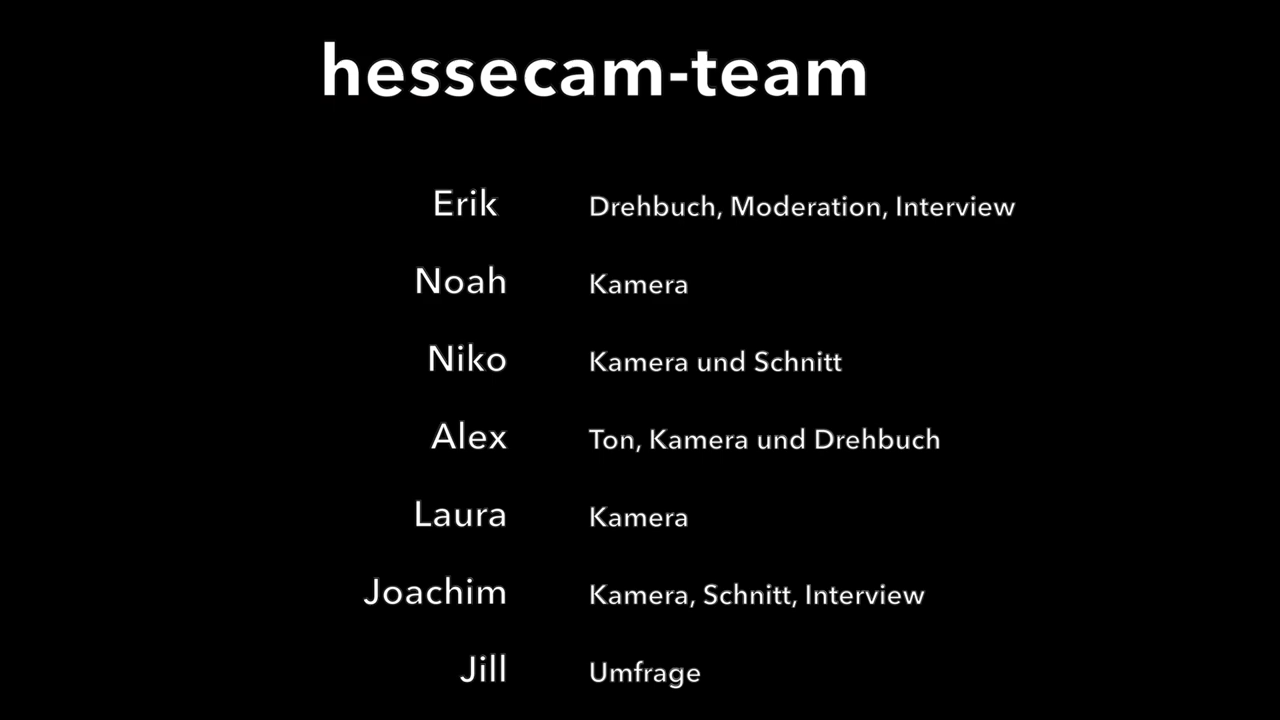 hessecam-team
Erik Drehbuch, Moderation, Interview
Noah Kamera
Niko Kamera und Schnitt
Alex Ton, Kamera und Drehbuch
Laura Kamera
Joachim Kamera, Schnitt, Interview
Jill Umfrage